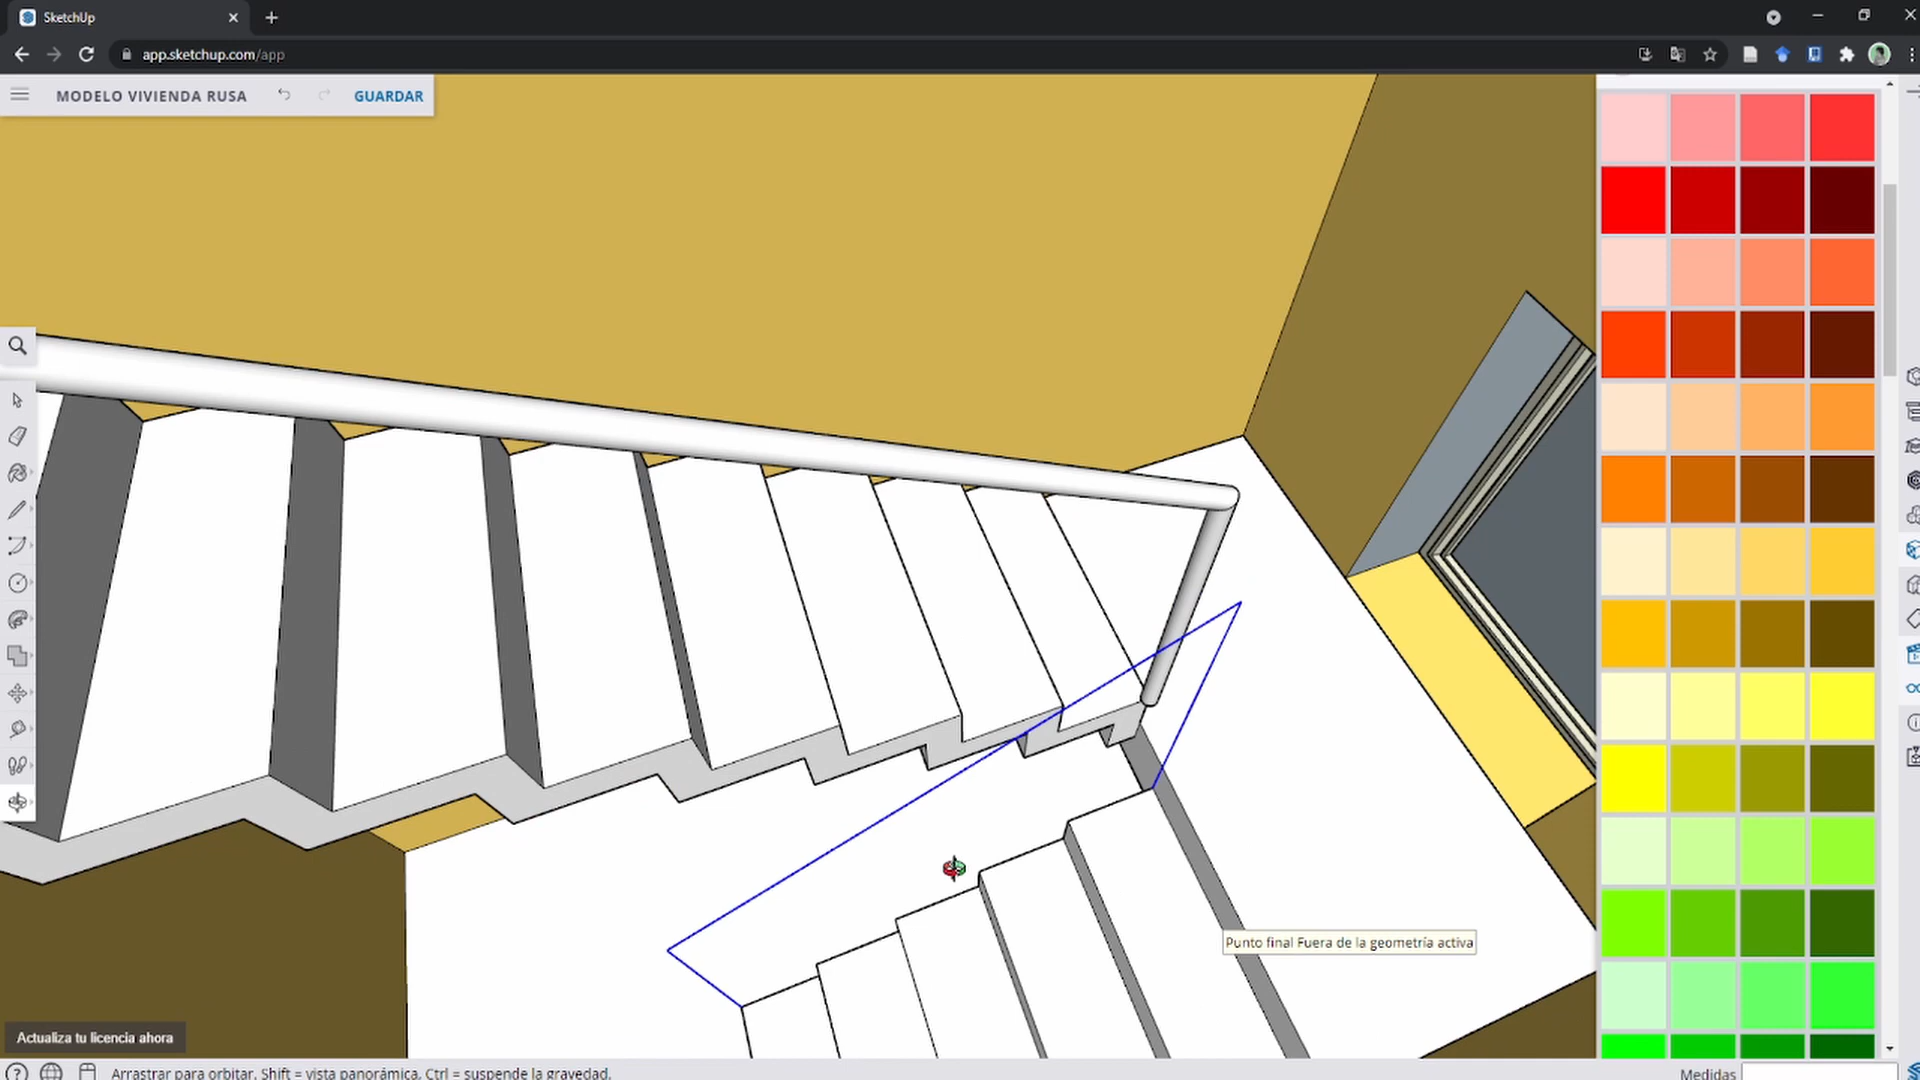 SketchUp
app.sketchup.com/app
MODELO VIVIENDA RUSA
GUARDAR
Punto final Fuera de la geometría activa
Actualiza tu licencia ahora
Arrastrar para orbitar. Shift = vista panorámica. Ctrl = suspende la gravedad.
Medidas